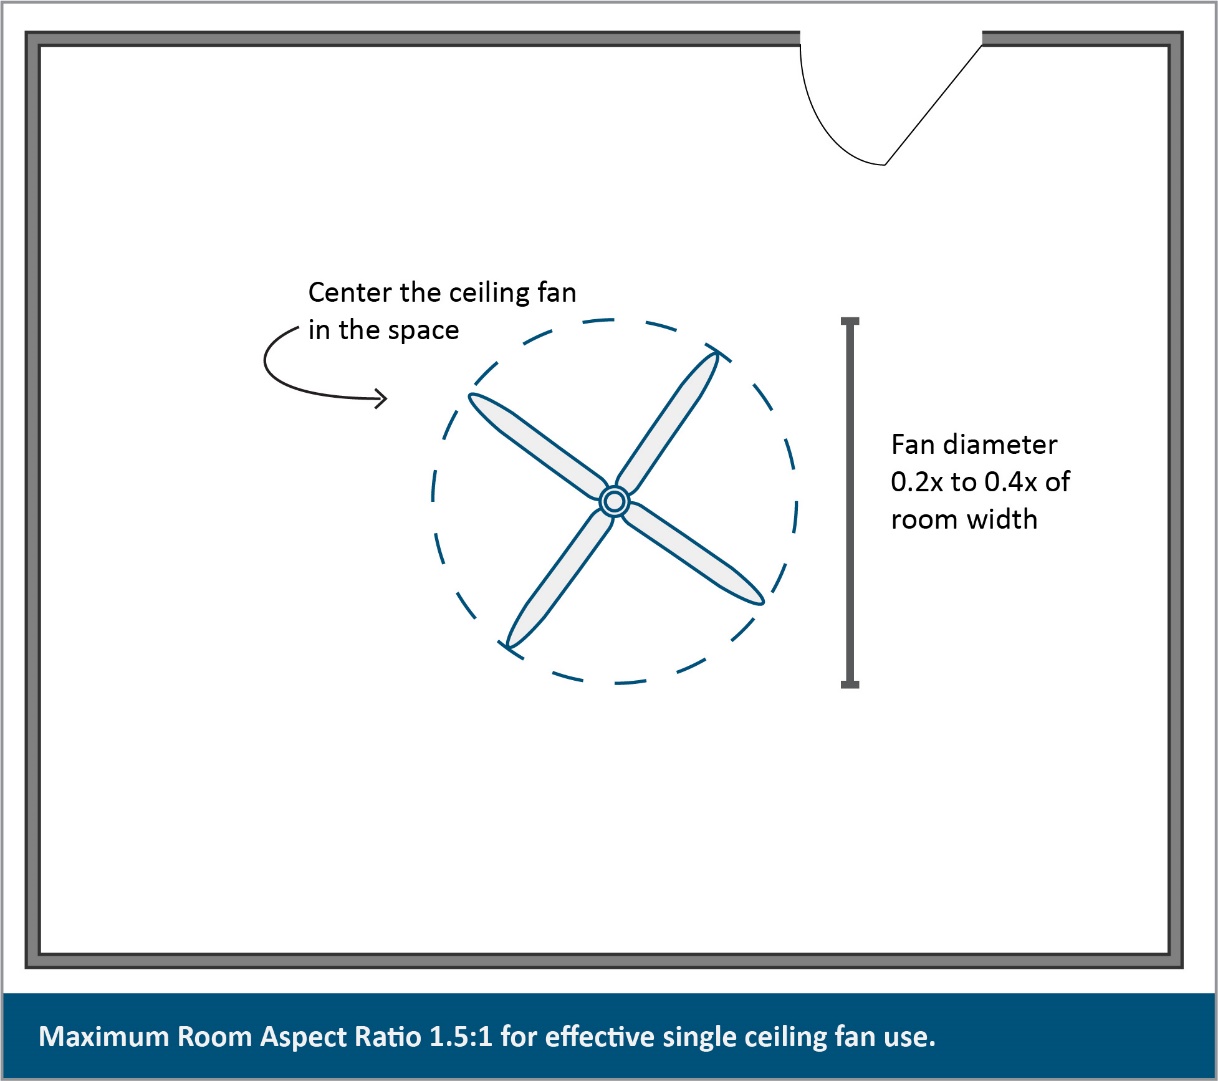 Center the ceiling fan
in the space
Fan diameter
0.2x to 0.4x of
room width
Maximum Room Aspect Ratio 1.5:1 for effective single ceiling fan use.